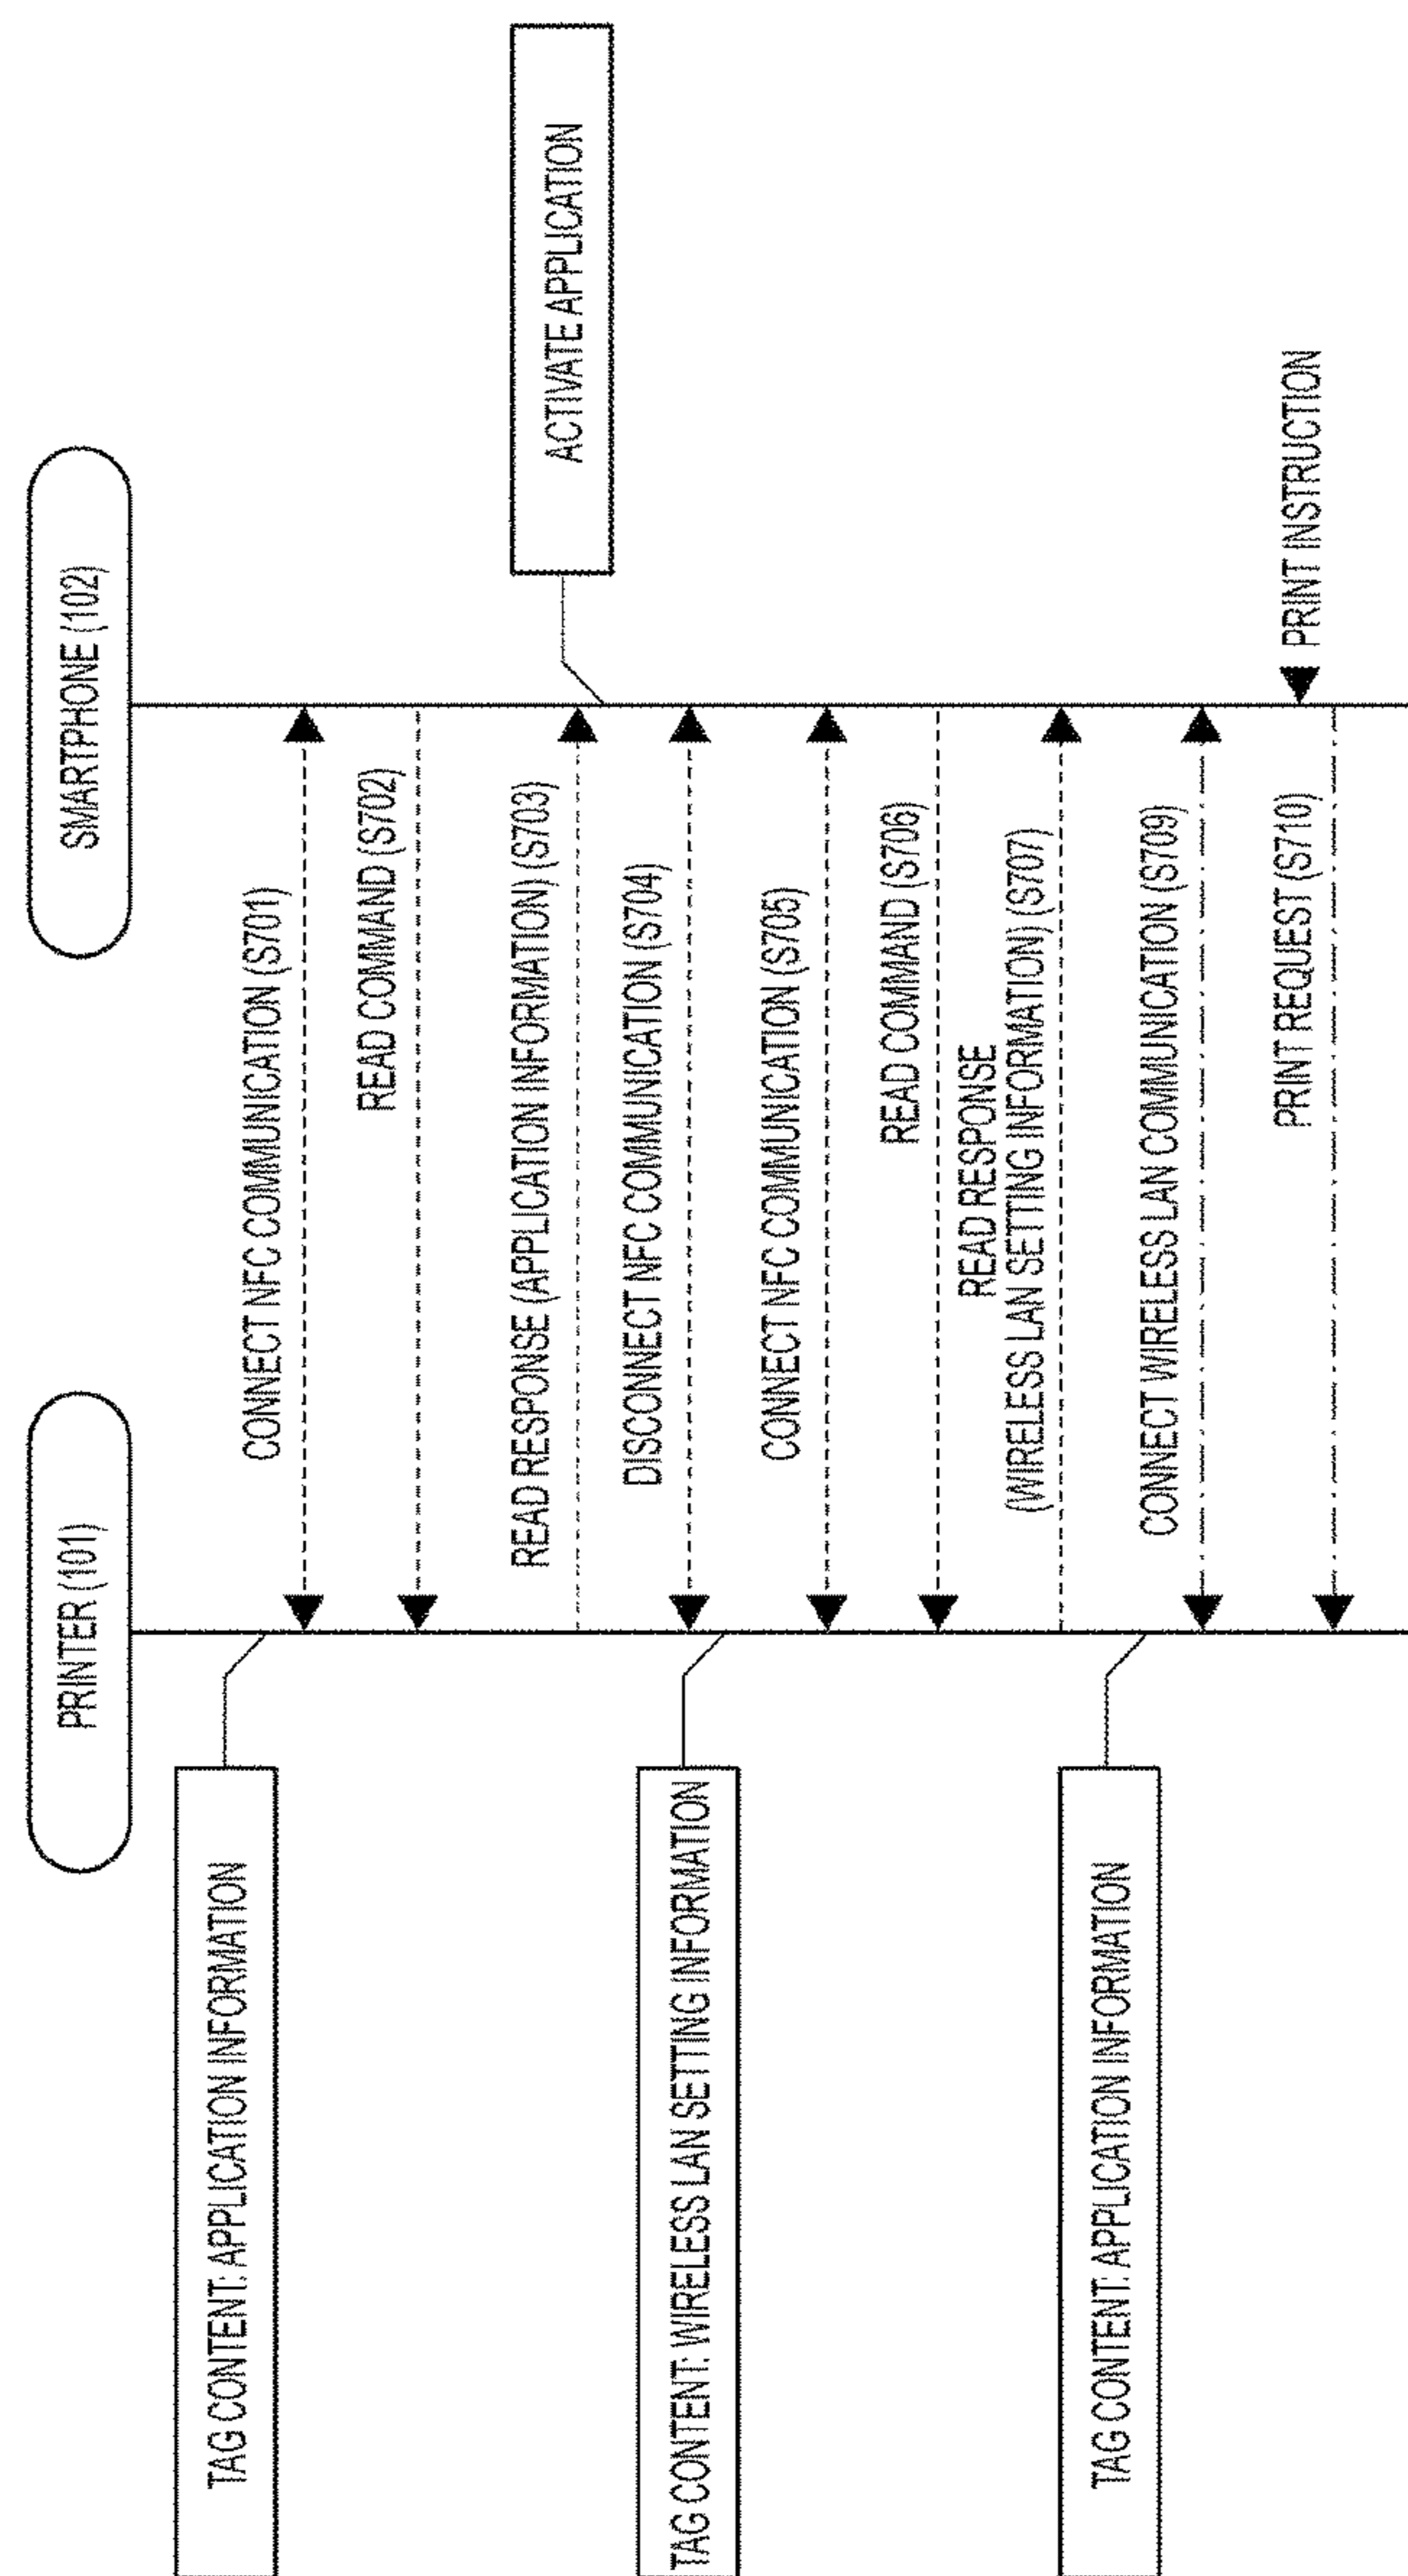 PRINTER (101)
SMARTPHONE (102)
TAG CONTENT: APPLICATION INFORMATION
CONNECT NFC COMMUNICATION (S701)
READ COMMAND (S702)
READ RESPONSE (APPLICATION INFORMATION) (S703)
ACTIVATE APPLICATION
DISCONNECT NFC COMMUNICATION (S704)
TAG CONTENT: WIRELESS LAN SETTING INFORMATION
CONNECT NFC COMMUNICATION (S705)
READ COMMAND (S706)
READ RESPONSE
(WIRELESS LAN SETTING INFORMATION) (S707)
TAG CONTENT: APPLICATION INFORMATION
CONNECT WIRELESS LAN COMMUNICATION (S709)
PRINT INSTRUCTION
PRINT REQUEST (S710)